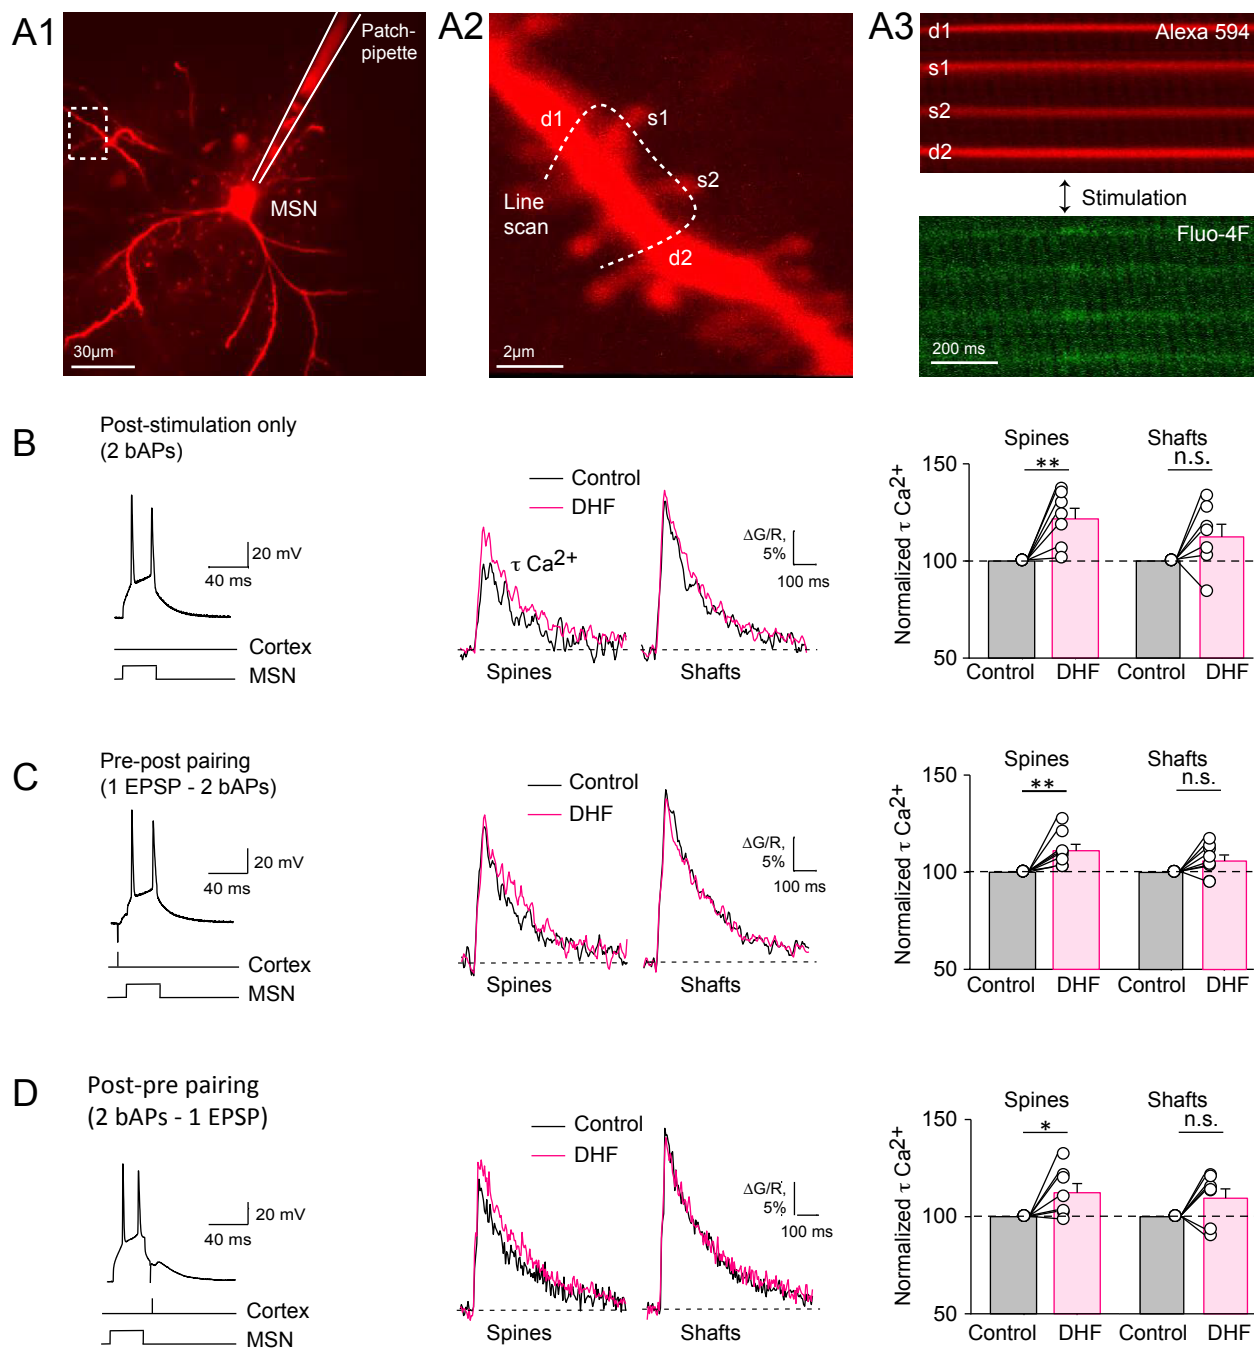 A1
Patch-
pipette
MSN
30µm
A2
d1
s1
s2
Line
scan
d2
2µm
A3
d1
Alexa 594
s1
s2
d2
Stimulation
Fluo-4F
200 ms
B
Post-stimulation only
(2 bAPs)
20 mV
40 ms
Cortex
MSN
Control
DHF
τ Ca2+
ΔG/R,
5%
100 ms
Spines
Shafts
Spines
Shafts
150
**
n.s.
100
50
Normalized τ Ca2+
Control
DHF
Control
DHF
C
Pre-post pairing
(1 EPSP - 2 bAPs)
20 mV
40 ms
Cortex
MSN
Control
DHF
ΔG/R,
5%
100 ms
Spines
Shafts
Spines
Shafts
150
**
n.s.
100
50
Normalized τ Ca2+
Control
DHF
Control
DHF
D
Post-pre pairing
(2 bAPs - 1 EPSP)
20 mV
40 ms
Cortex
MSN
Control
DHF
ΔG/R,
5%
100 ms
Spines
Shafts
Spines
Shafts
150
*
n.s.
100
50
Normalized τ Ca2+
Control
DHF
Control
DHF